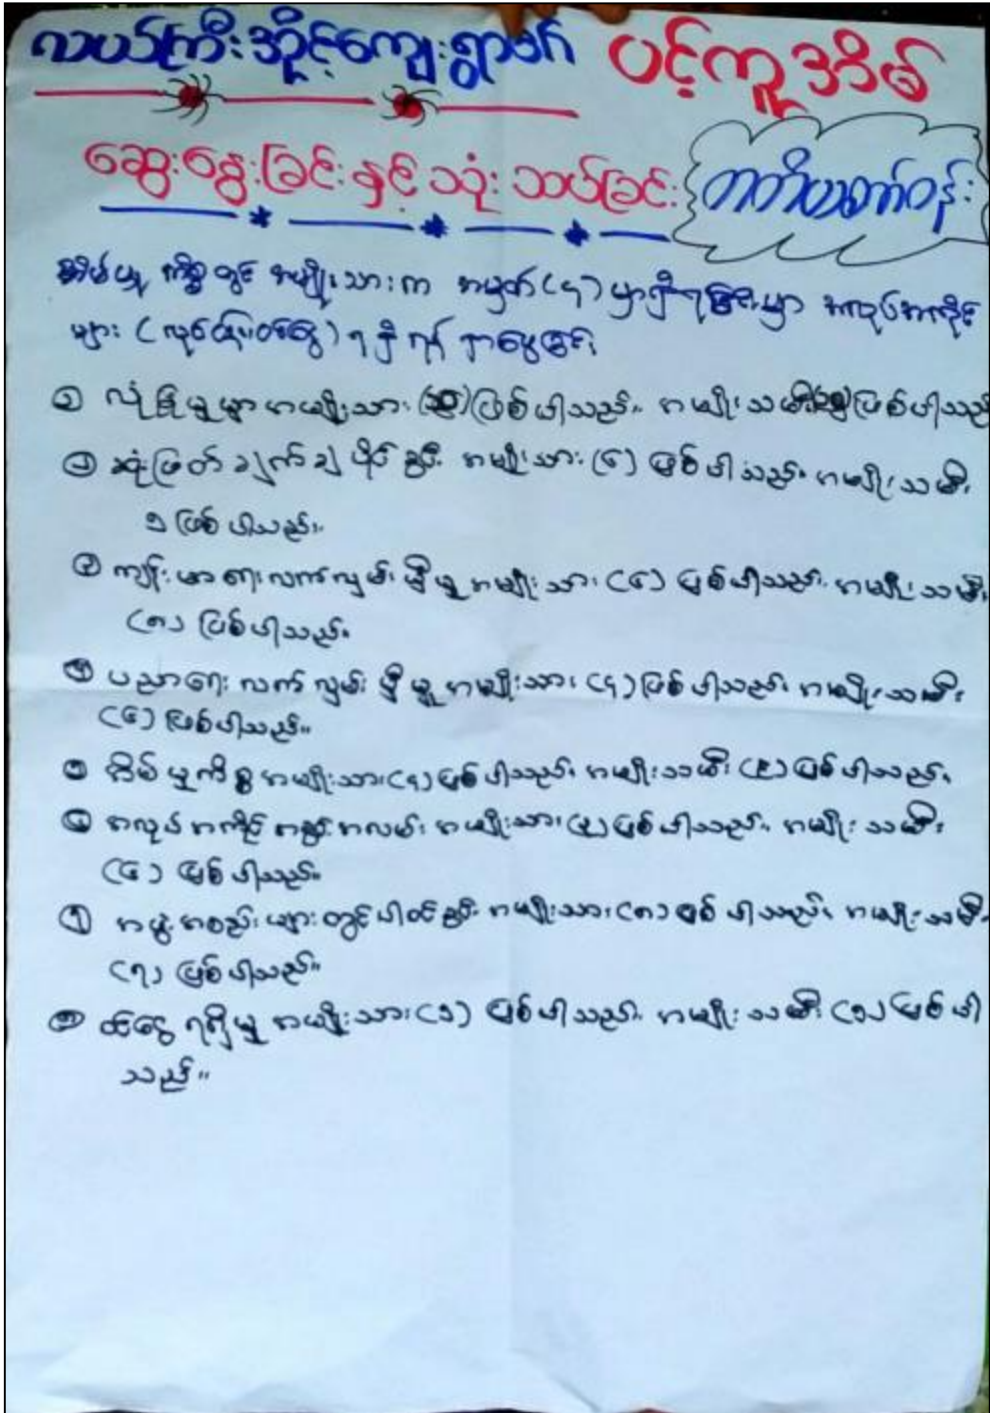 လယ်ကြီးအိုင့်ကျေးရွာ ပင့်ကူအိမ်
ဆွေးနွေးခြင်းနှင့် သုံးသပ်ခြင်း
အိမ်မှု ကိစ္စတွင် အမျိုးသားက အမှတ်(၄)မှာရှိရခြင်းမှာ အလုပ်အကိုင်
များ ( ) ရရှိရန်
၁ လုံခြုံမှုမှာ အမျိုးသား ( ) ဖြစ်ပါသည်။ အမျိုးသမီး ( ) ဖြစ်ပါသည်
၂ ဆုံးဖြတ်ချက်ချပိုင်ခွင့် အမျိုးသား (၆) ဖြစ်ပါသည်။ အမျိုးသမီး
၁ ဖြစ်ပါသည်။
၃ ကျန်းမာရေးလက်လှမ်းမှီမှု အမျိုးသား (၆) ဖြစ်ပါသည်။ အမျိုးသမီး
(၈) ဖြစ်ပါသည်။
၄ ပညာရေး လက်လှမ်းမှီမှု အမျိုးသား (၄) ဖြစ်ပါသည်။ အမျိုးသမီး
(၆) ဖြစ်ပါသည်။
၅ အိမ်မှုကိစ္စ အမျိုးသား (၄) ဖြစ်ပါသည်။ အမျိုးသမီး (၉) ဖြစ်ပါသည်။
၆ အလုပ်အကိုင်အခွင့်အလမ်း အမျိုးသား ဖြစ်ပါသည်။ အမျိုးသမီး
(၆) ဖြစ်ပါသည်။
၇ အဖွဲ့အစည်းများတွင်ပါဝင်ခွင့် အမျိုးသား (၈) ဖြစ်ပါသည်။ အမျိုးသမီး
(၇) ဖြစ်ပါသည်။
၈ ဝင်ငွေရရှိမှု အမျိုးသား (၁) ဖြစ်ပါသည်။ အမျိုးသမီး (၁) ဖြစ်ပါ
သည်။